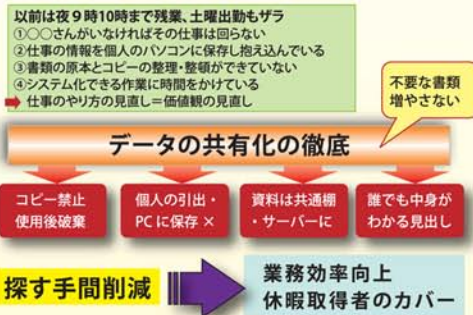 以前は夜９時10時まで残業、土曜出勤もザラ
①○○さんがいなければその仕事は回らない
②仕事の情報を個人のパソコンに保存し抱え込んでいる
③書類の原本とコピーの整理・整頓ができていない
④システム化できる作業に時間をかけている
仕事のやり方の見直し＝価値観の見直し
不要な書類
増やさない
データの共有化の徹底
コピー禁止
使用後破棄
個人の引出・
PCに保存×
資料は共通棚
・サーバーに
誰でも中身が
わかる見出し
探す手間削減
業務効率向上
休暇取得者のカバー